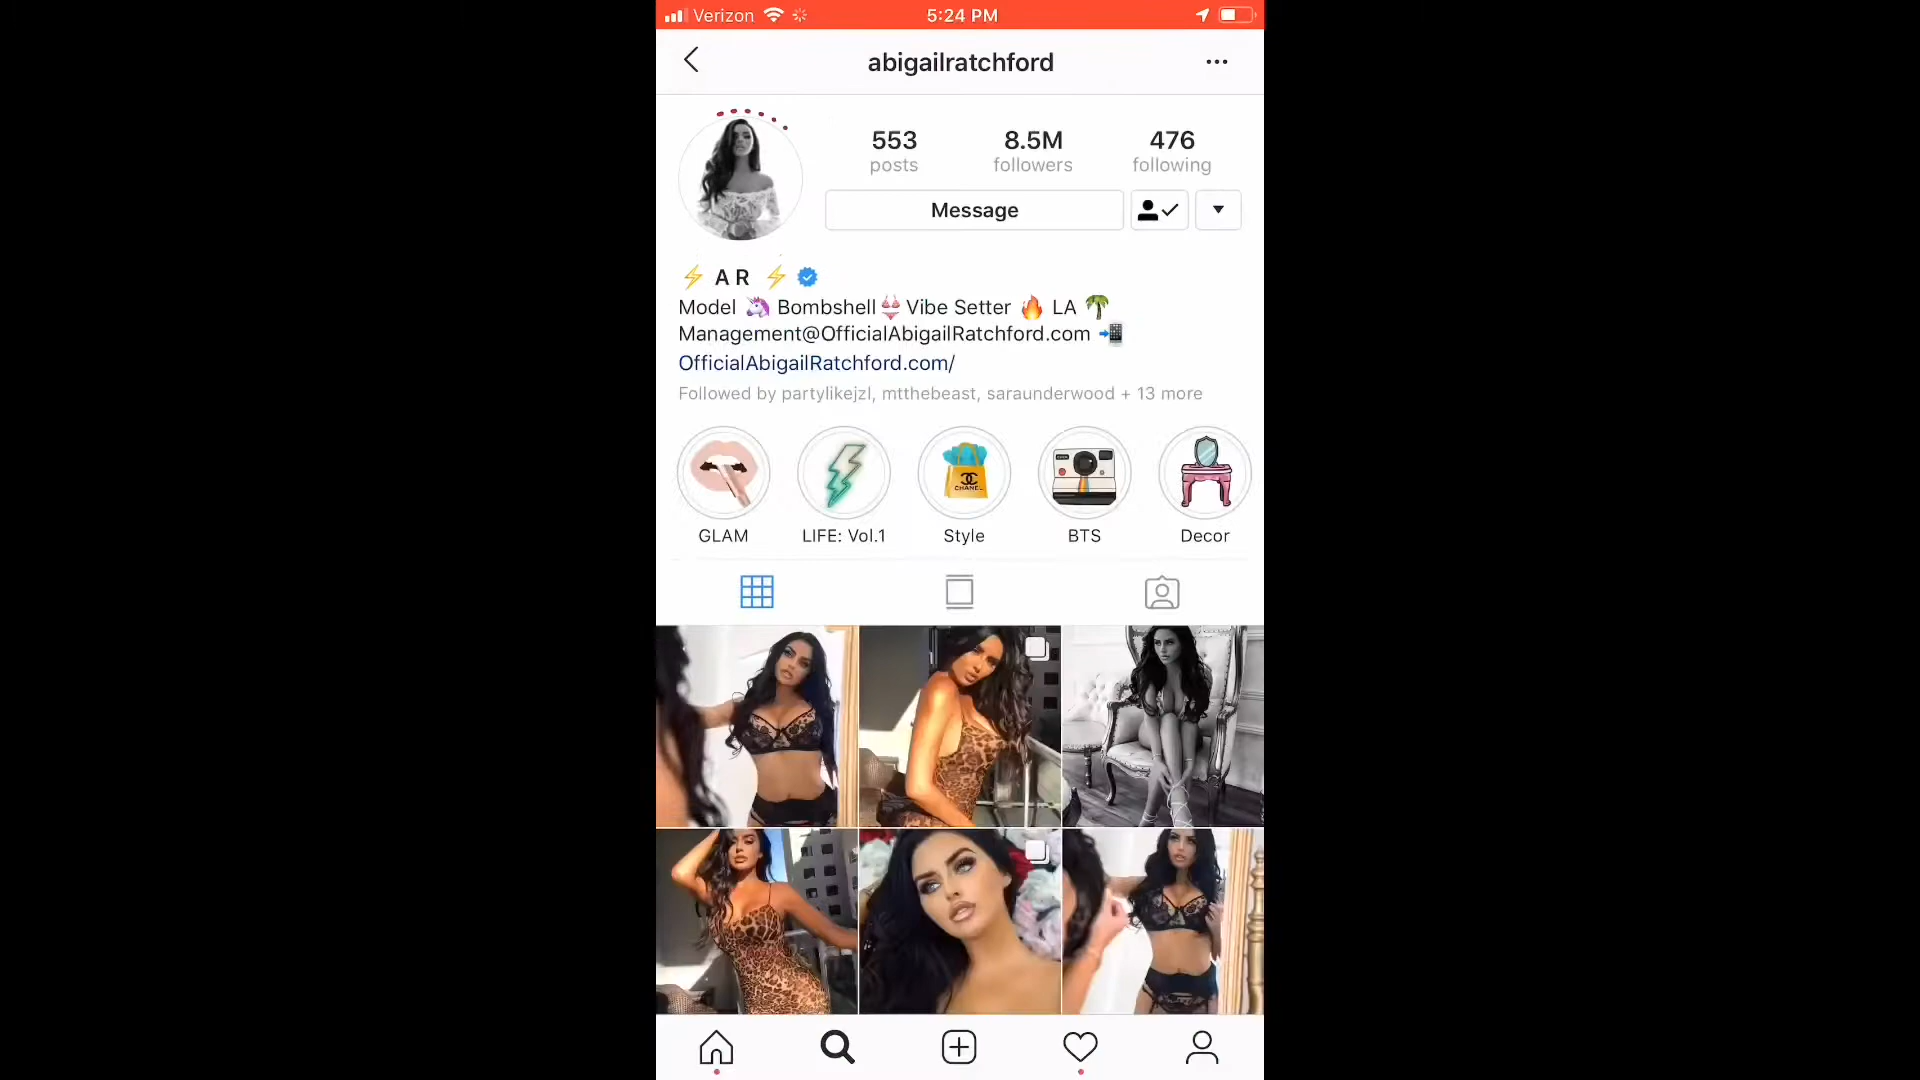 Verizon 5:24 PM
abigailratchford
553 8.5M 476
posts followers following
Message
⚡ A R ⚡
Model 🦄 Bombshell👙Vibe Setter 🔥 LA 🌴
Management@OfficialAbigailRatchford.com 📲
OfficialAbigailRatchford.com/
Followed by partylikejzl, mtthebeast, saraunderwood + 13 more
CHANEL
GLAM LIFE: Vol.1 Style BTS Decor